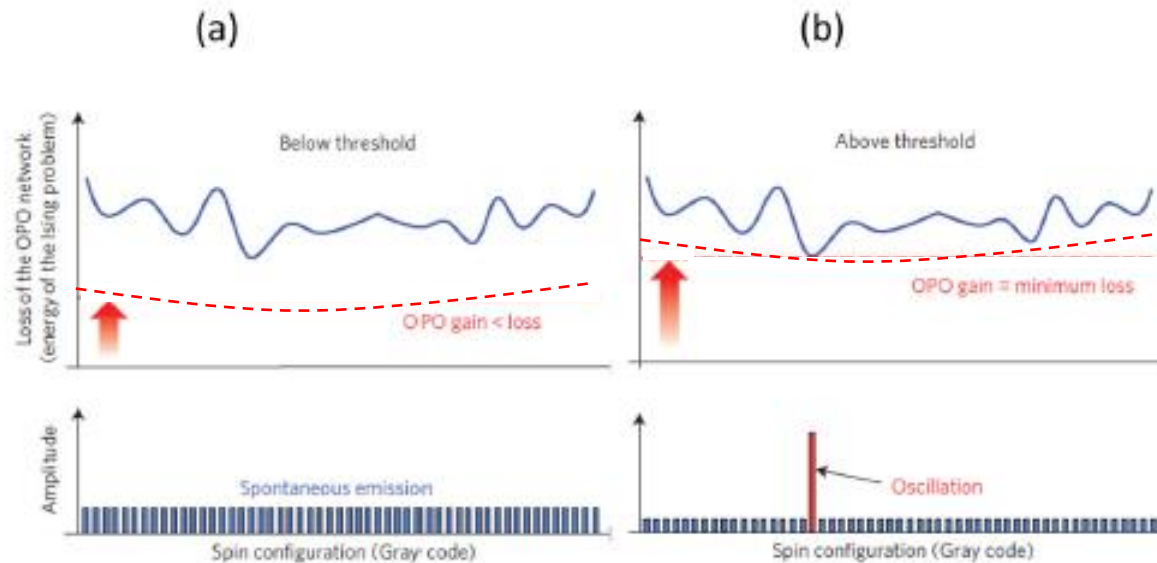 (a)
(b)
Loss of the OPO network
(energy of the Ising problem)
Below threshold
OPO gain < loss
Above threshold
OPO gain = minimum loss
Amplitude
Spontaneous emission
Spin configuration (Gray code)
Oscillation
Spin configuration (Gray code)